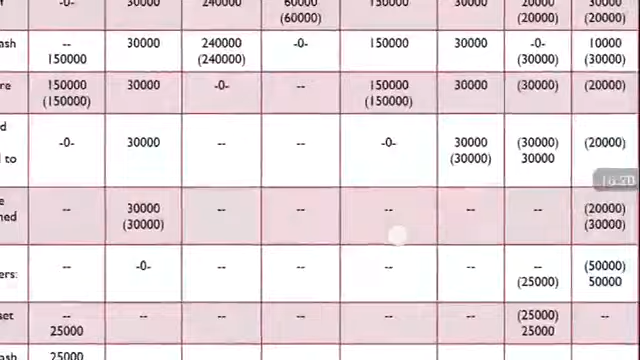 -0- 30000 240000 60000 150000 30000 20000 30000
(60000) (20000) (20000)
ash -- 30000 240000 -0- 150000 30000 -0- 10000
150000 (240000) (30000) (30000)
re 150000 30000 -0- -- 150000 30000 (30000) (20000)
(150000) (150000)
d
-0- 30000 -- -- -0- 30000 (30000) (20000)
to (30000) 30000
e -- 30000 -- -- -- -- -- (20000)
ned (30000) (30000)
ers: -- -0- -- -- -- -- -- (50000)
(25000) 50000
set -- -- -- -- -- -- (25000) --
25000 25000
ash 25000